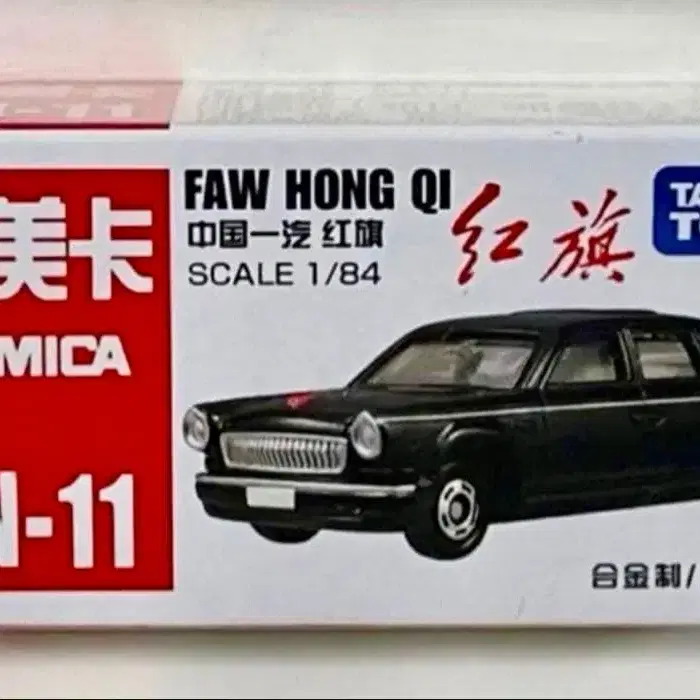 美卡
MICA
-11
FAW HONG QI
中国一汽 红旗
SCALE 1/84
红旗
TA
T
合金制/